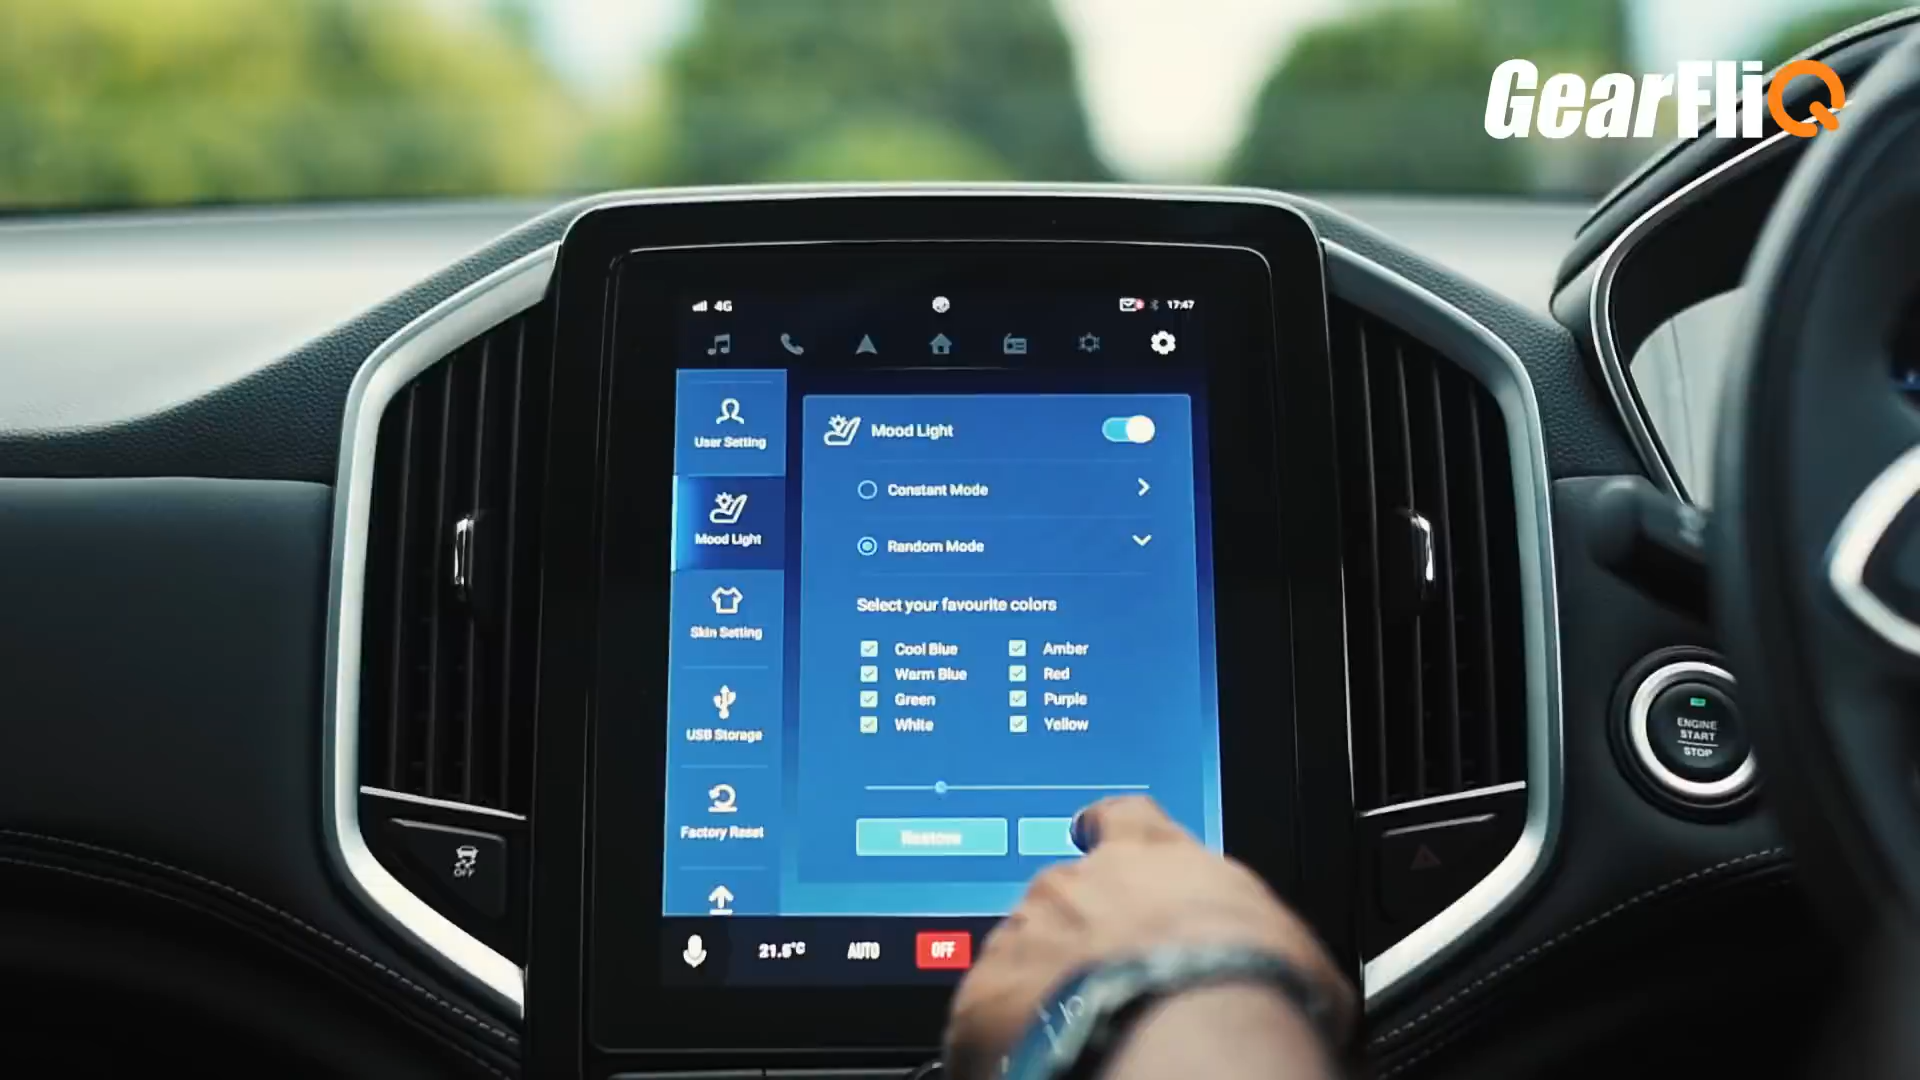 GearFliQ
4G
17:47
User Setting
Mood Light
Skin Setting
USB Storage
Factory Reset
Mood Light
Constant Mode
Random Mode
Select your favourite colors
Cool Blue
Amber
Warm Blue
Red
Green
Purple
White
Yellow
Restore
21.5°C
AUTO
OFF
OFF
ENGINE
START
STOP